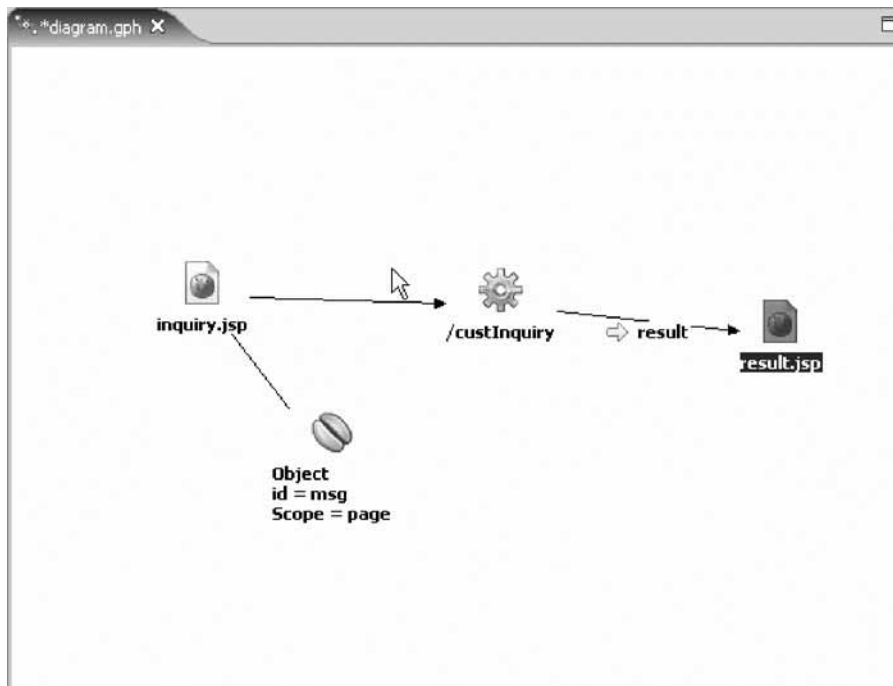 *diagram.gph
inquiry.jsp
/custInquiry
result
result.jsp
Object
id = msg
Scope = page